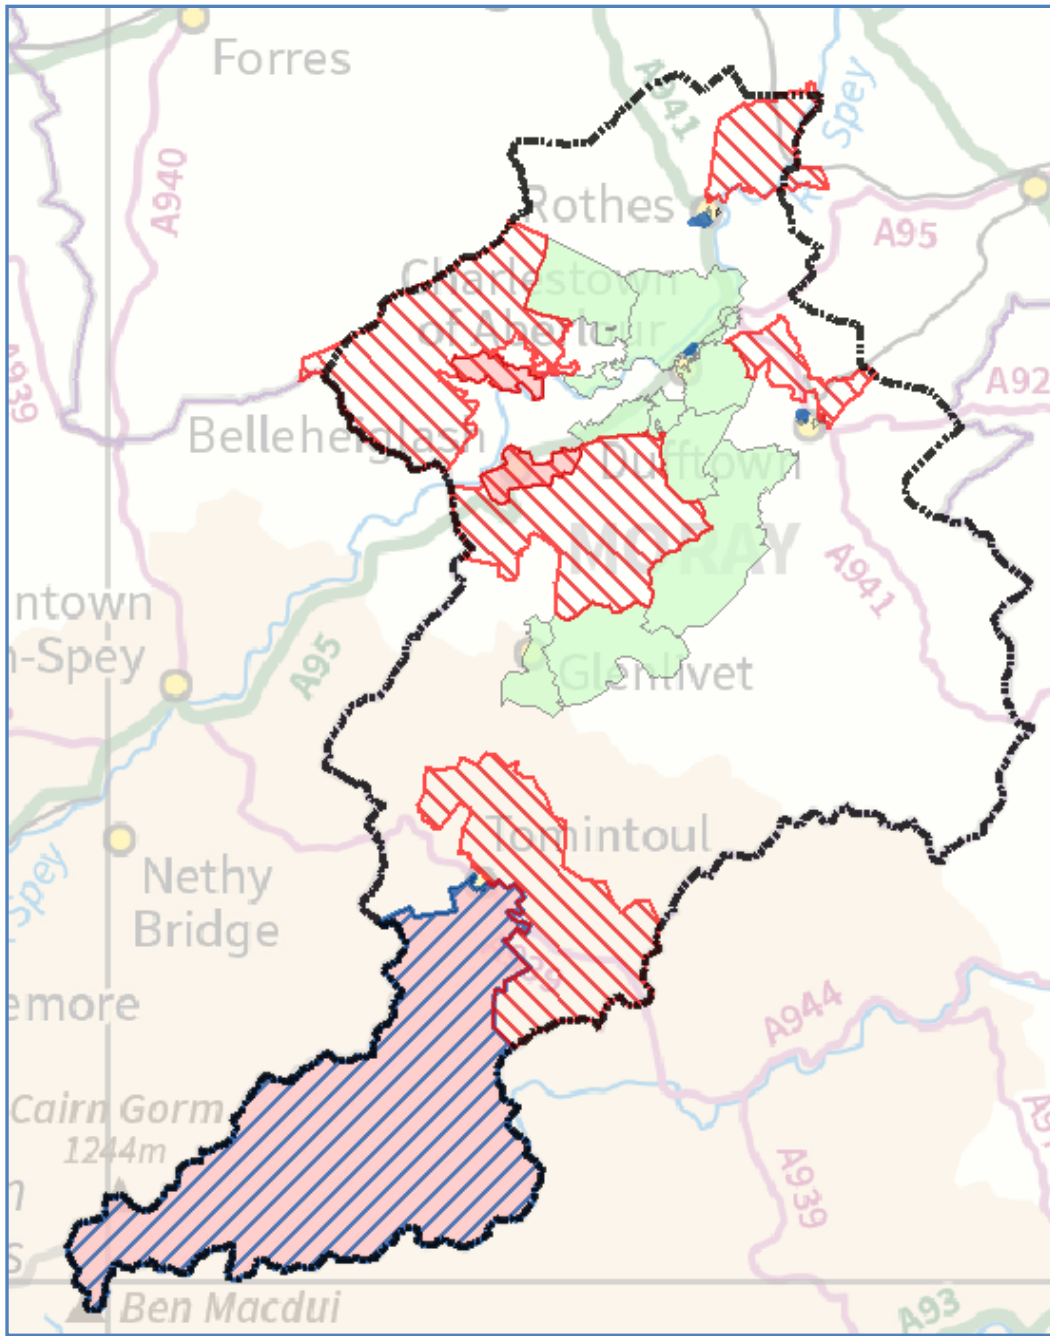 Forres
A941
Spey
A940
Rothes
A95
Charlestown
of Aberlour
A939
A92
Belleheiglash
Dufftown
MORAY
A941
ntown
n-Spey
A95
Glenlivet
Tomintoul
Nethy
Bridge
Spey
emore
A944
Cairn Gorm
1244m
A939
n
s
Ben Macdui
A93